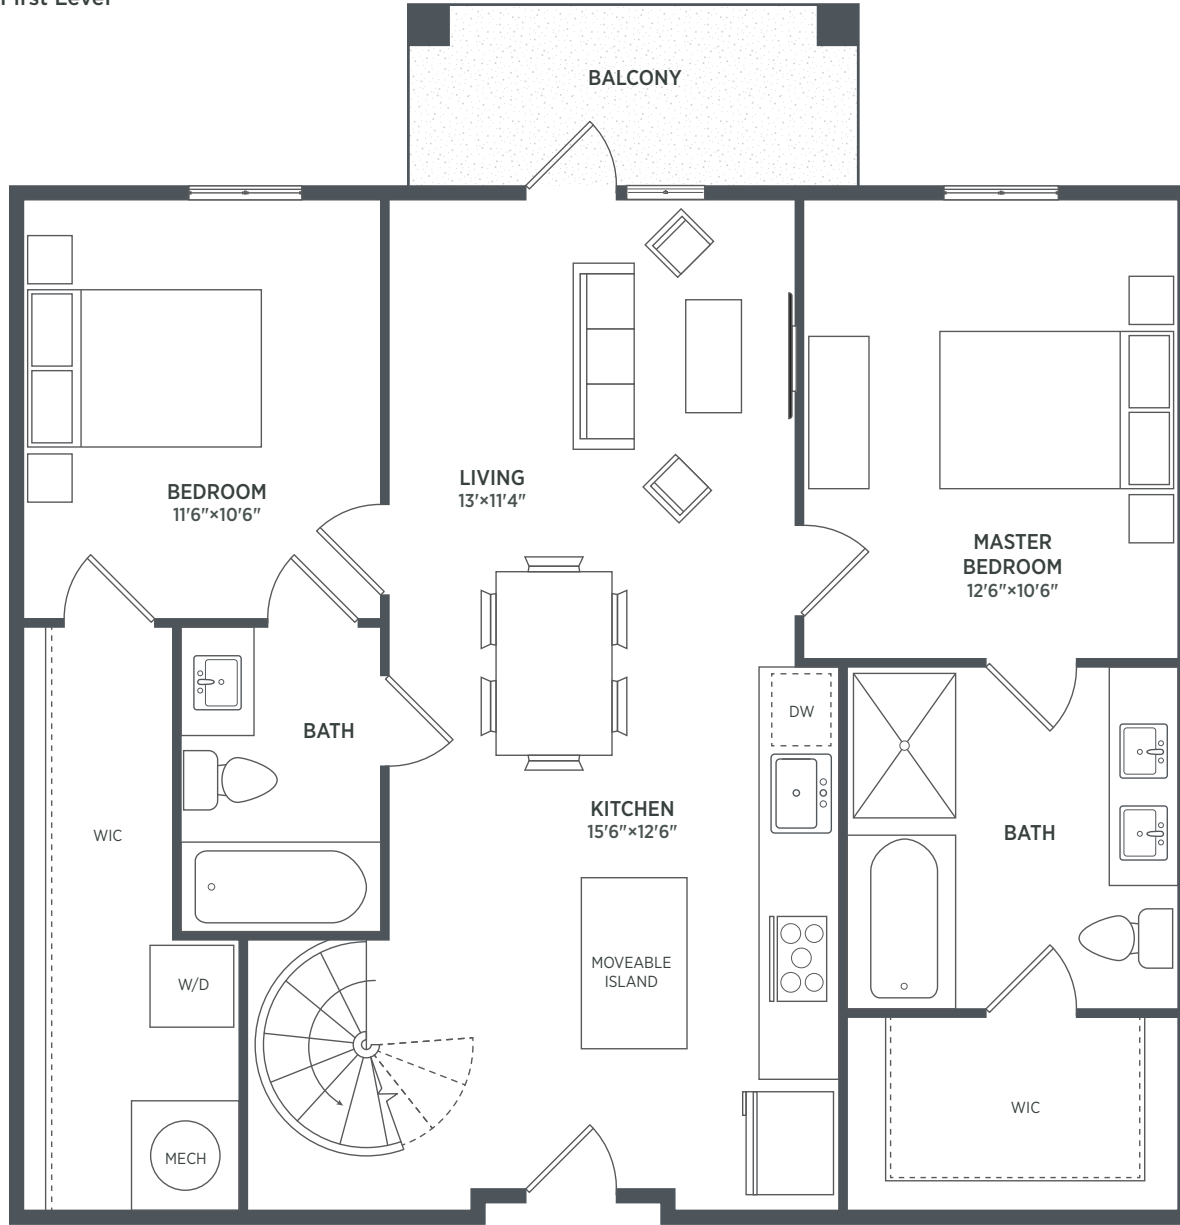 First Level
BALCONY
LIVING
13'×11'4"
BEDROOM
11'6"×10'6"
MASTER
BEDROOM
12'6"×10'6"
BATH
DW
KITCHEN
15'6"×12'6"
WIC
BATH
MOVEABLE
ISLAND
W/D
WIC
MECH